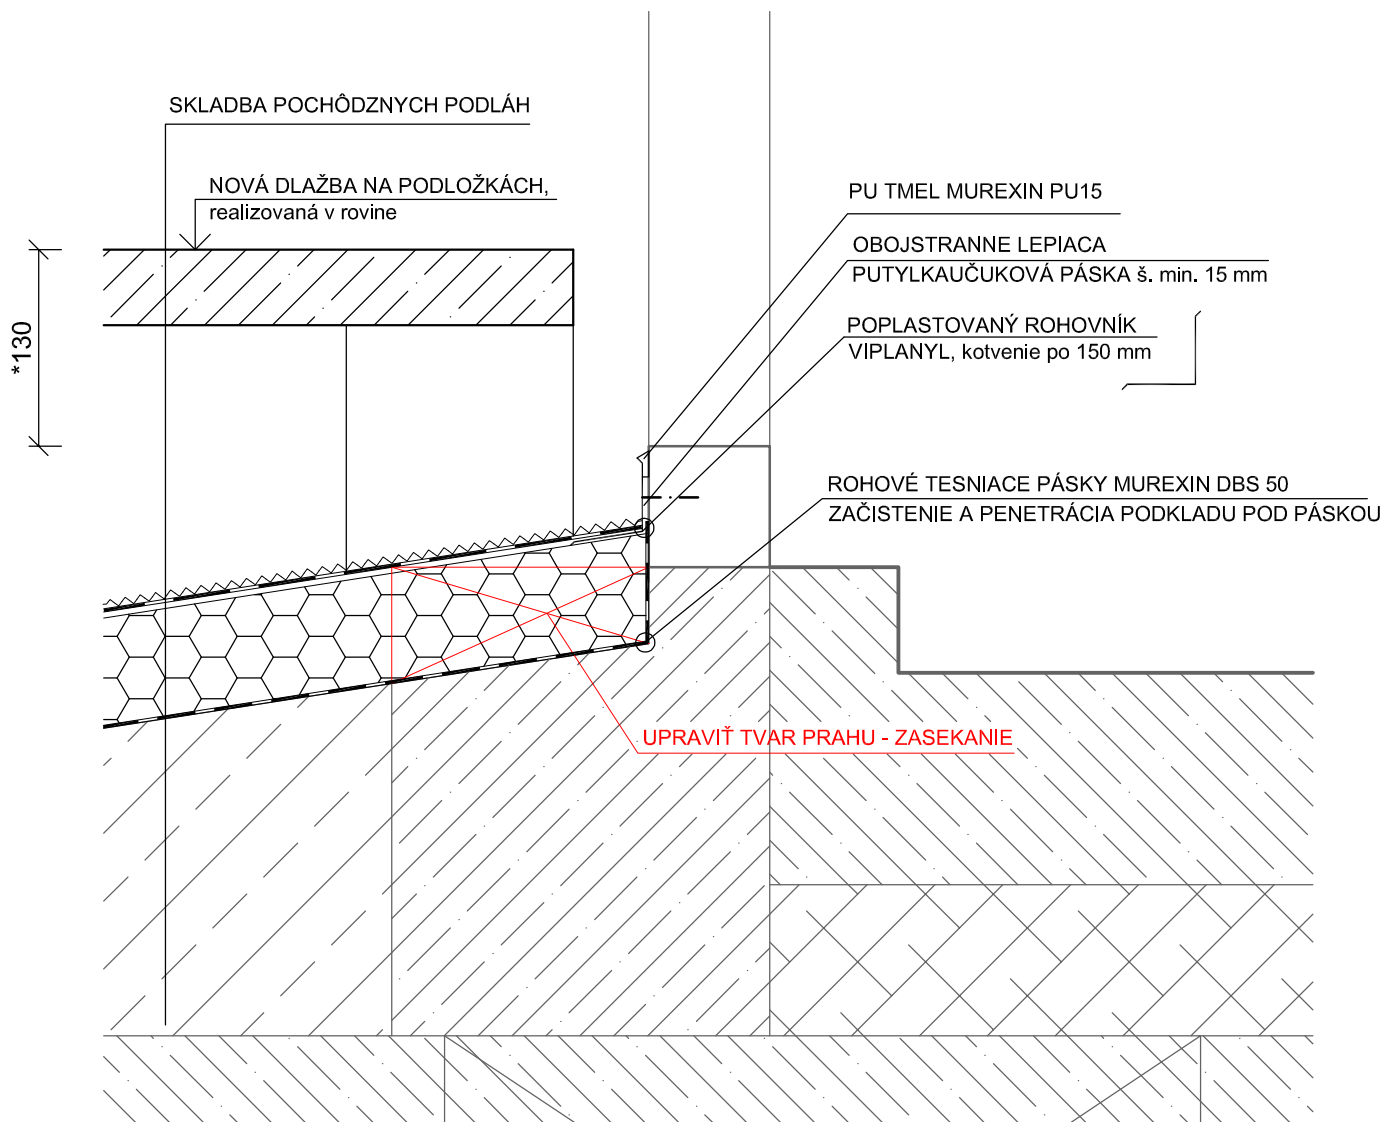 SKLADBA POCHÔDZNYCH PODLÁH
NOVÁ DLAŽBA NA PODLOŽKÁCH,
realizovaná v rovine
*130
PU TMEL MUREXIN PU15
OBOJSTRANNE LEPIACA
PUTYLKAUČUKOVÁ PÁSKA š. min. 15 mm
POPLASTOVANÝ ROHOVNÍK
VIPLANYL, kotvenie po 150 mm
ROHOVÉ TESNIACE PÁSKY MUREXIN DBS 50
ZAČISTENIE A PENETRÁCIA PODKLADU POD PÁSKOU
UPRAVIŤ TVAR PRAHU - ZASEKANIE